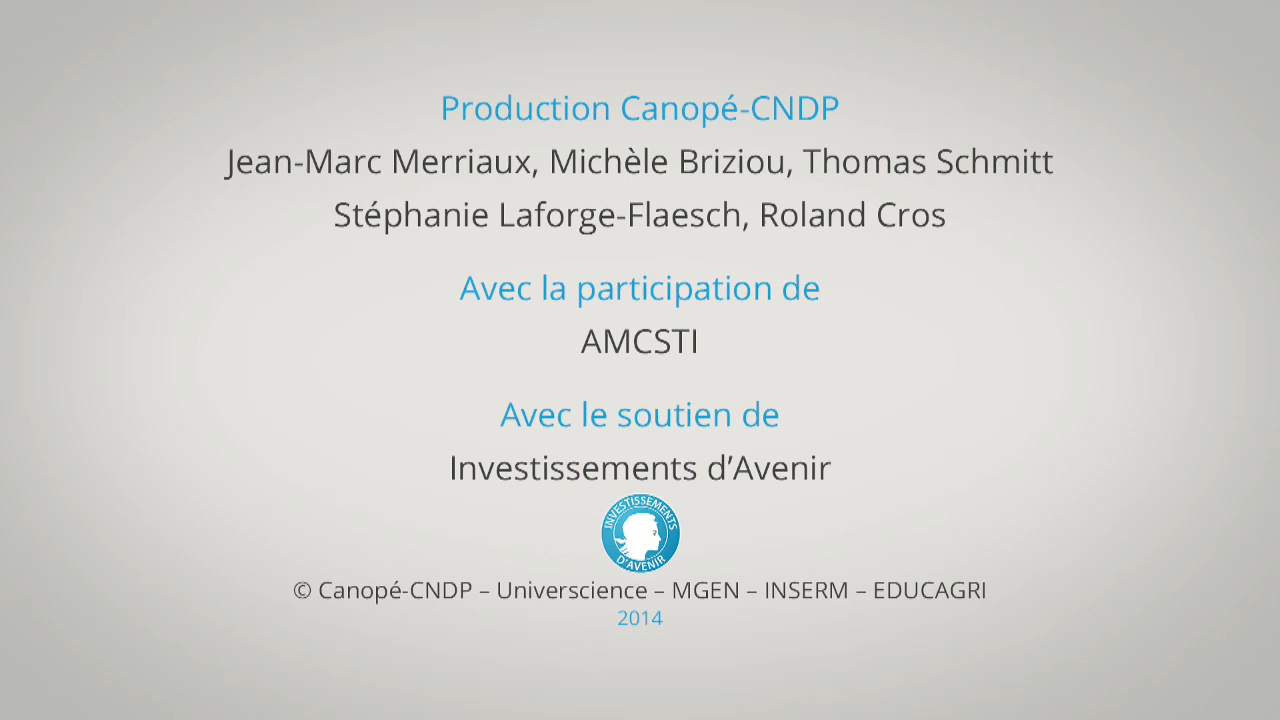 Production Canopé-CNDP
Jean-Marc Merriaux, Michèle Briziou, Thomas Schmitt
Stéphanie Laforge-Flaesch, Roland Cros
Avec la participation de
AMCSTI
Avec le soutien de
Investissements d’Avenir
INVESTISSEMENTS
D'AVENIR
© Canopé-CNDP – Universcience – MGEN – INSERM – EDUCAGRI
2014